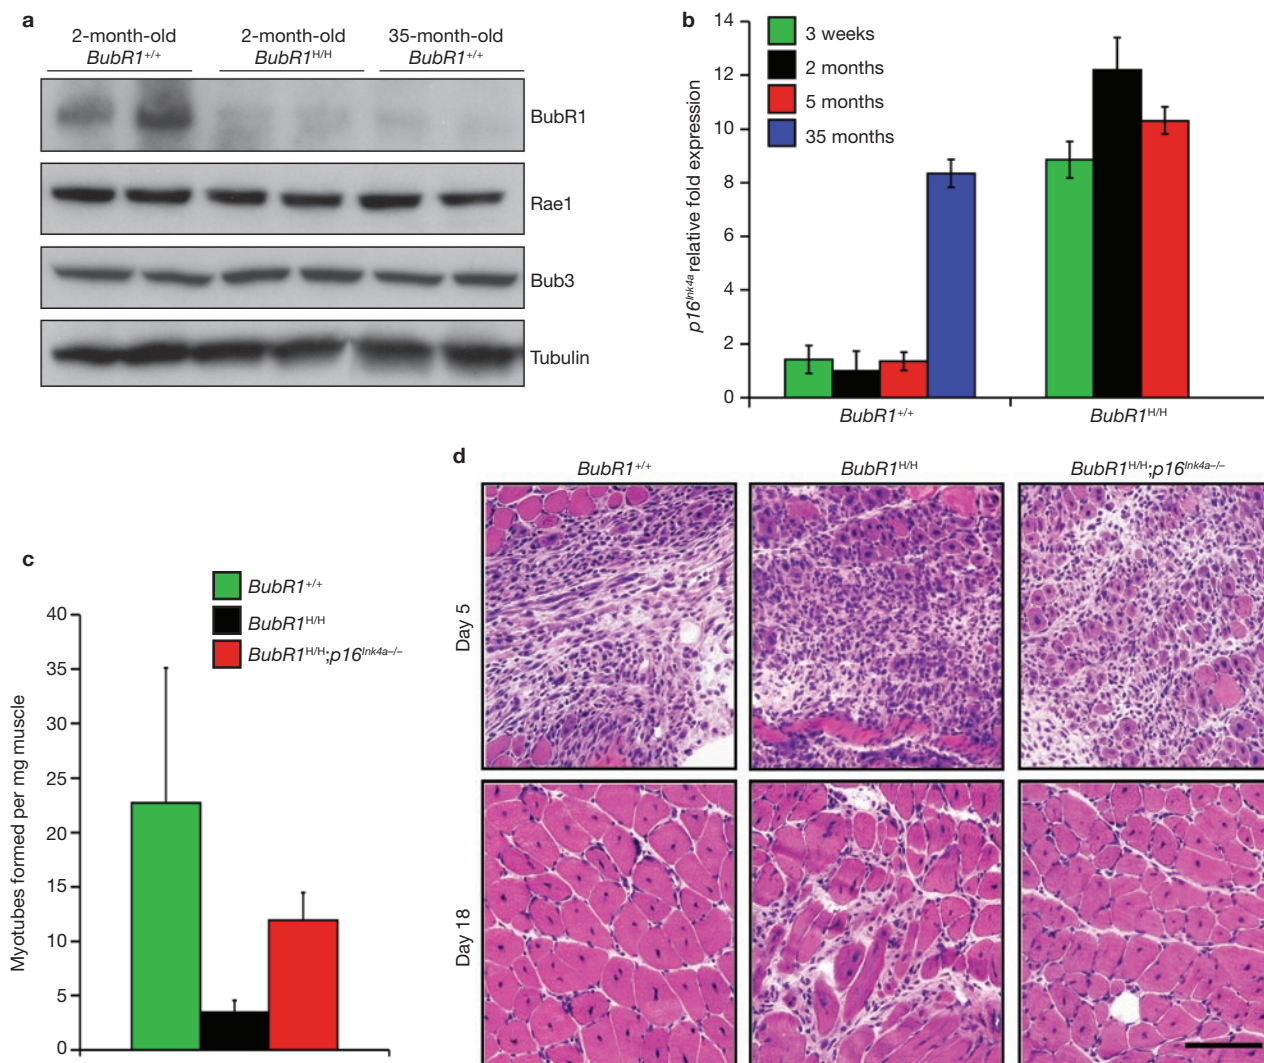 a
2-month-old 2-month-old 35-month-old
BubR1+/+ BubR1H/H BubR1+/+
BubR1
Rae1
Bub3
Tubulin
b
14
12
10
8
6
4
2
0
p16Ink4a relative fold expression
3 weeks
2 months
5 months
35 months
BubR1+/+ BubR1H/H
c
BubR1+/+
BubR1H/H
BubR1H/H;p16Ink4a–/–
40
35
30
25
20
15
10
5
0
Myotubes formed per mg muscle
d
BubR1+/+ BubR1H/H BubR1H/H;p16Ink4a–/–
Day 5
Day 18